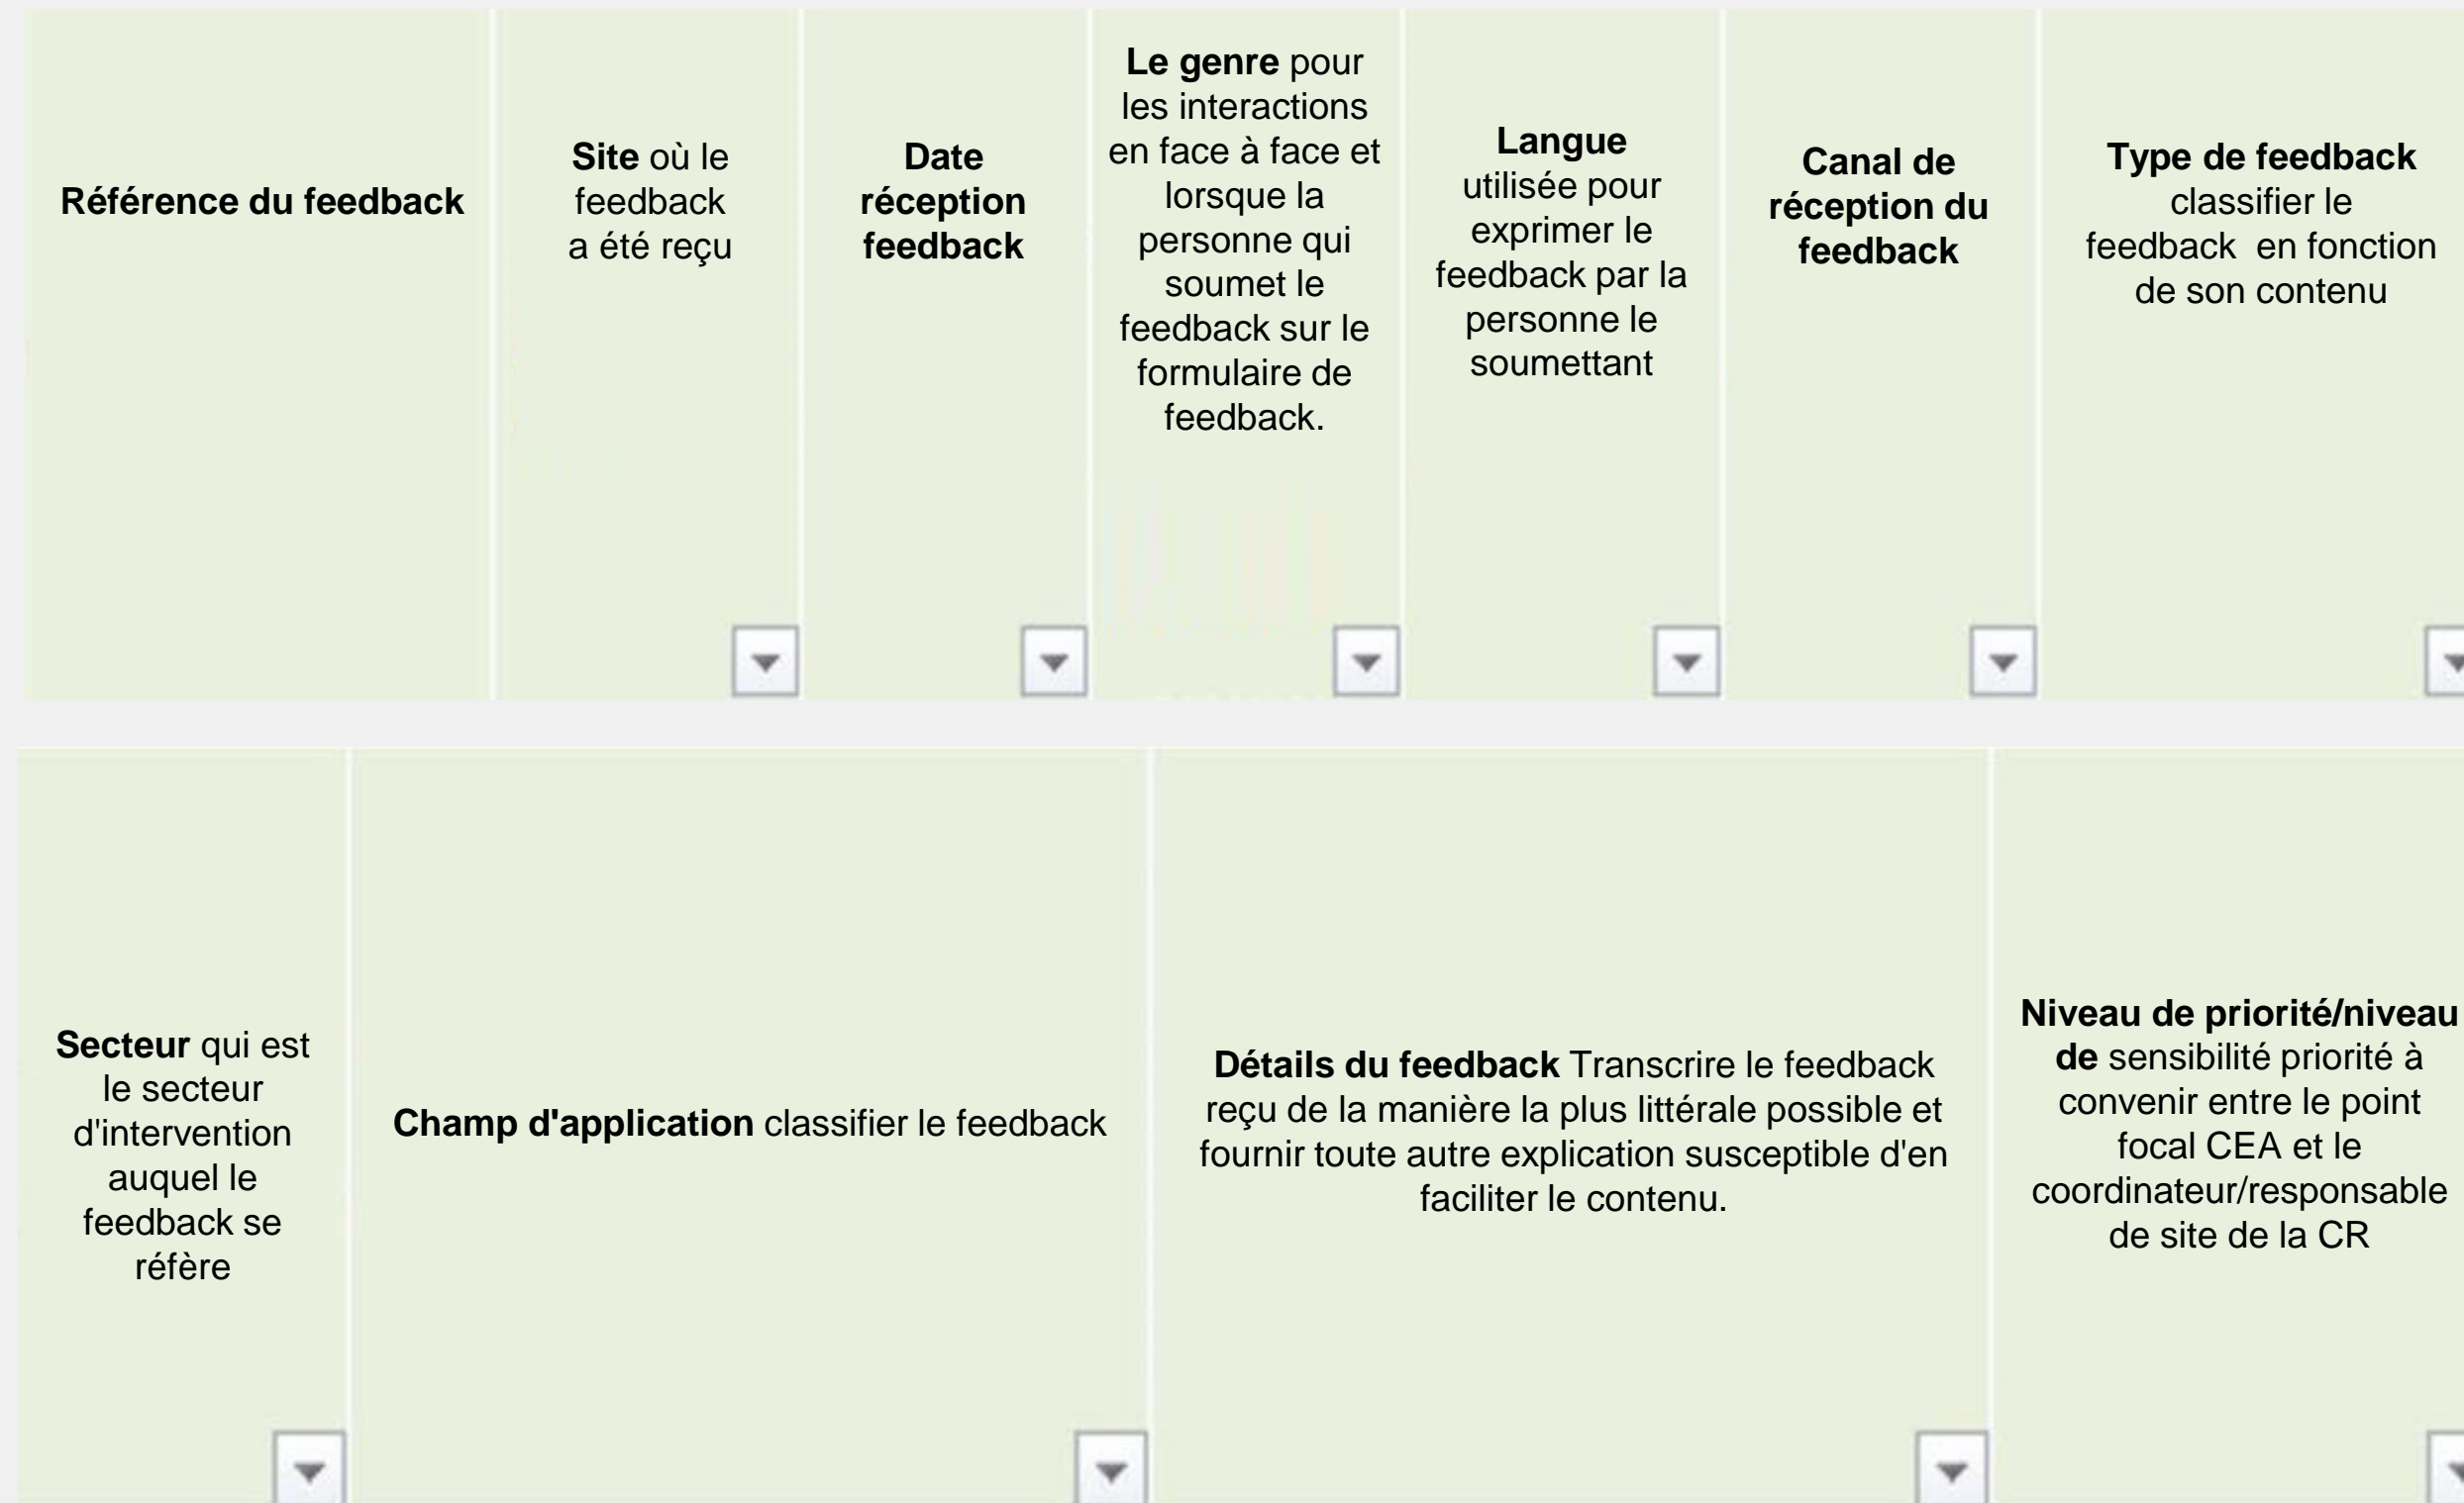 Référence du feedback
Site où le
feedback
a été reçu
Date
réception
feedback
Le genre pour
les interactions
en face à face et
lorsque la
personne qui
soumet le
feedback sur le
formulaire de
feedback.
Langue
utilisée pour
exprimer le
feedback par la
personne le
soumettant
Canal de
réception du
feedback
Type de feedback
classifier le
feedback  en fonction
de son contenu
Secteur qui est
le secteur
d'intervention
auquel le
feedback se
réfère
Champ d'application classifier le feedback
Détails du feedback Transcrire le feedback
reçu de la manière la plus littérale possible et
fournir toute autre explication susceptible d'en
faciliter le contenu.
Niveau de priorité/niveau
de sensibilité priorité à
convenir entre le point
focal CEA et le
coordinateur/responsable
de site de la CR